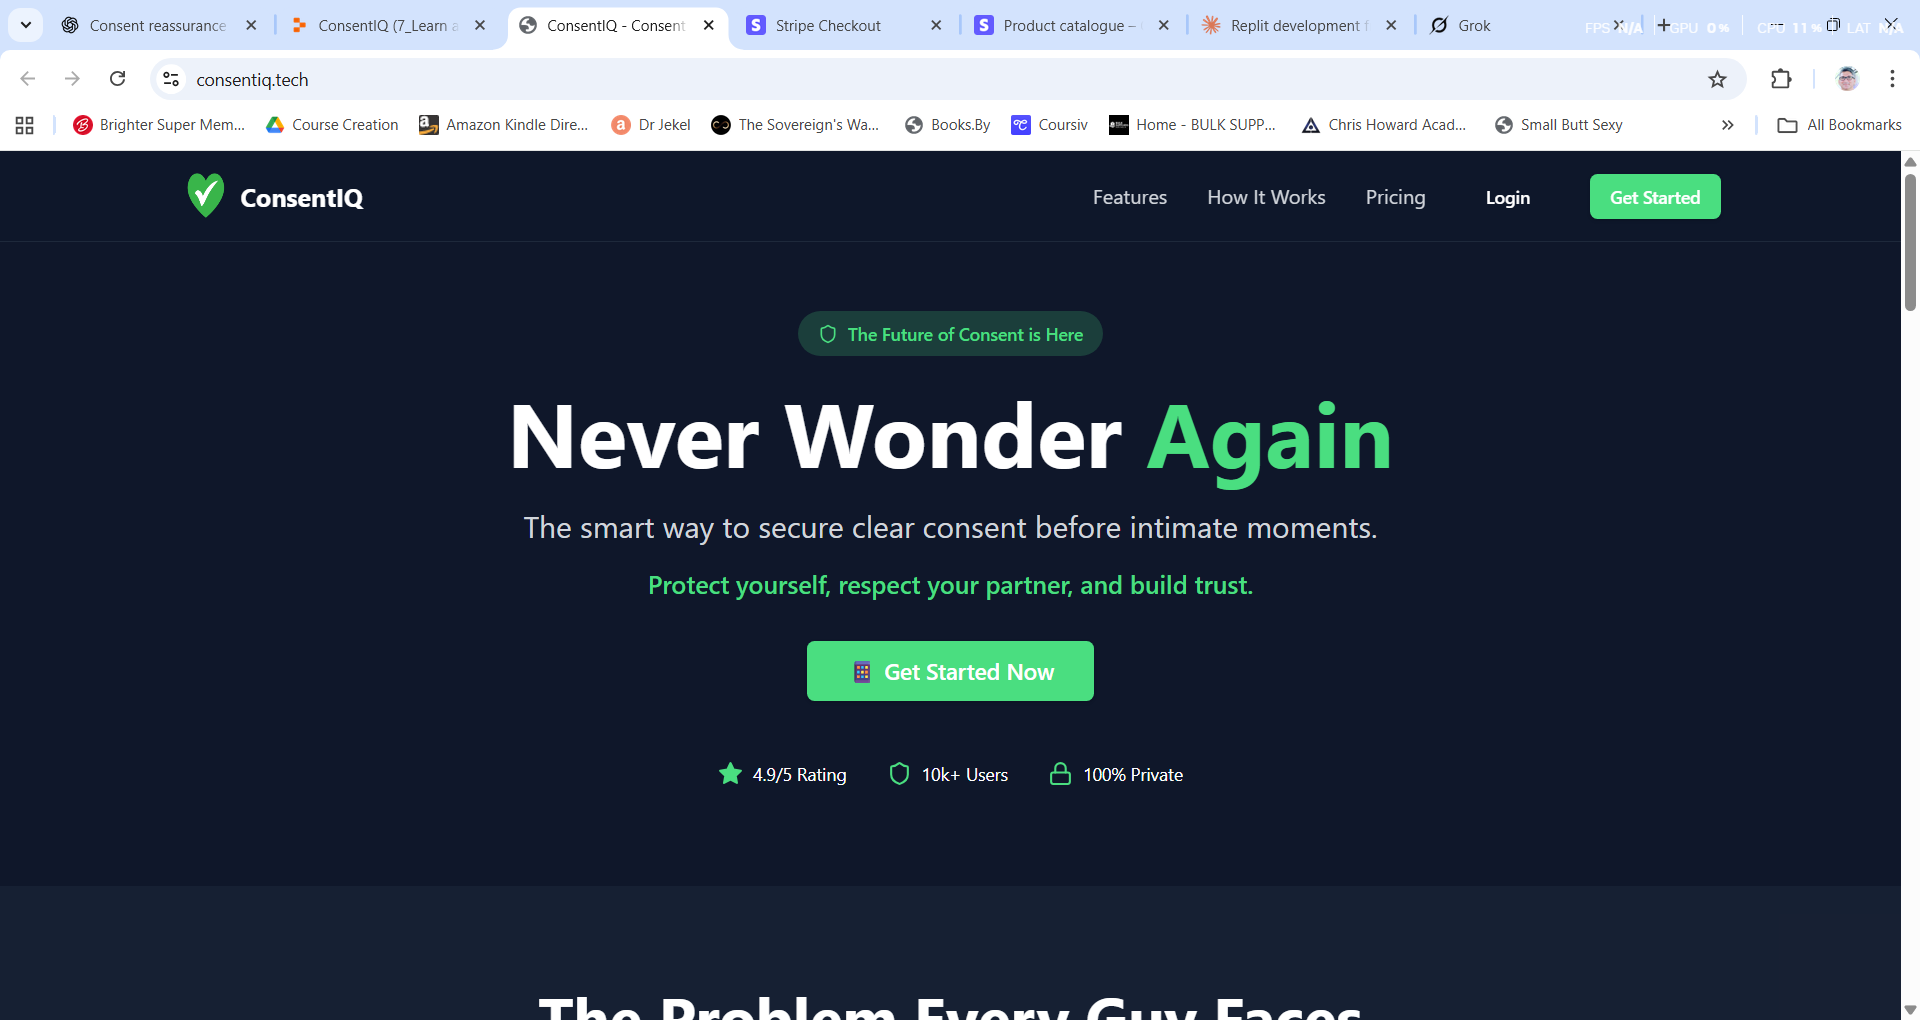 Consent reassurance
ConsentIQ (7_Learn a
ConsentIQ - Consent
Stripe Checkout
Product catalogue –
Replit development f
Grok
FPS N/A GPU 0% CPU 11% LAT N/A
consentiq.tech
Brighter Super Mem...
Course Creation
Amazon Kindle Dire...
Dr Jekel
The Sovereign's Wa...
Books.By
Coursiv
Home - BULK SUPP...
Chris Howard Acad...
Small Butt Sexy
All Bookmarks
ConsentIQ
Features
How It Works
Pricing
Login
Get Started
The Future of Consent is Here
Never Wonder Again
The smart way to secure clear consent before intimate moments.
Protect yourself, respect your partner, and build trust.
Get Started Now
4.9/5 Rating
10k+ Users
100% Private
The Problem Every Guy Faces